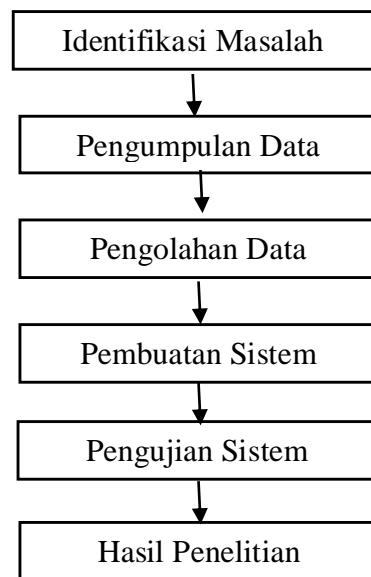 Identifikasi Masalah
Pengumpulan Data
Pengolahan Data
Pembuatan Sistem
Pengujian Sistem
Hasil Penelitian